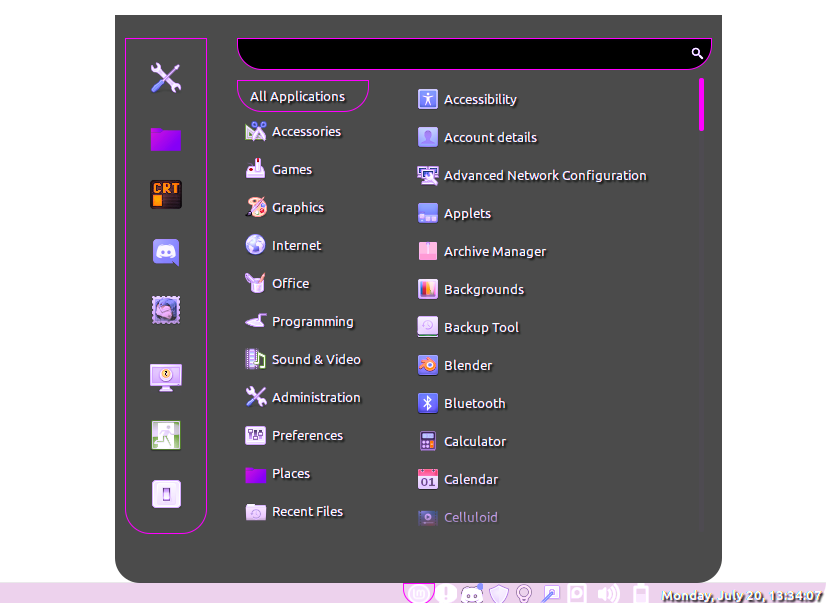 CRT
All Applications
Accessories
Games
Graphics
Internet
Office
Programming
Sound & Video
Administration
Preferences
Places
Recent Files
Accessibility
Account details
Advanced Network Configuration
Applets
Archive Manager
Backgrounds
Backup Tool
Blender
Bluetooth
Calculator
01
Calendar
Celluloid
Monday, July 20, 13:34:07